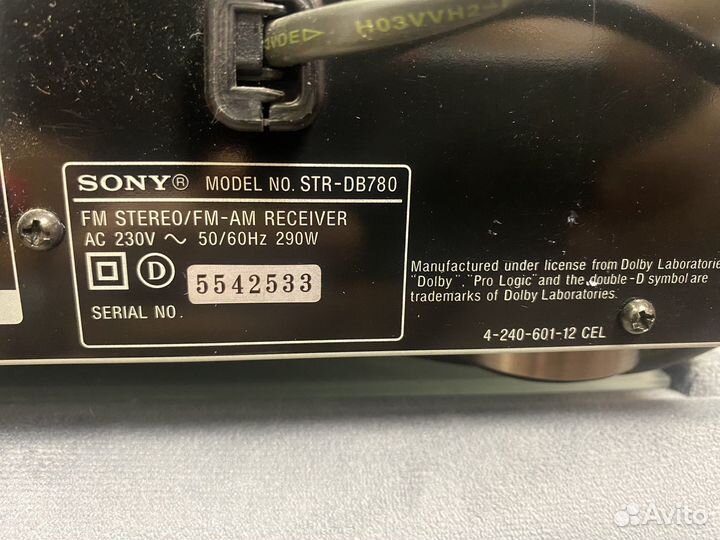 VDE H03VVH2-F
SONY® MODEL NO. STR-DB780
FM STEREO/FM-AM RECEIVER
AC 230V ～ 50/60Hz 290W
D
5542533
SERIAL NO.
Manufactured under license from Dolby Laboratories.
"Dolby", "Pro Logic" and the double-D symbol are
trademarks of Dolby Laboratories.
4-240-601-12 CEL
Avito